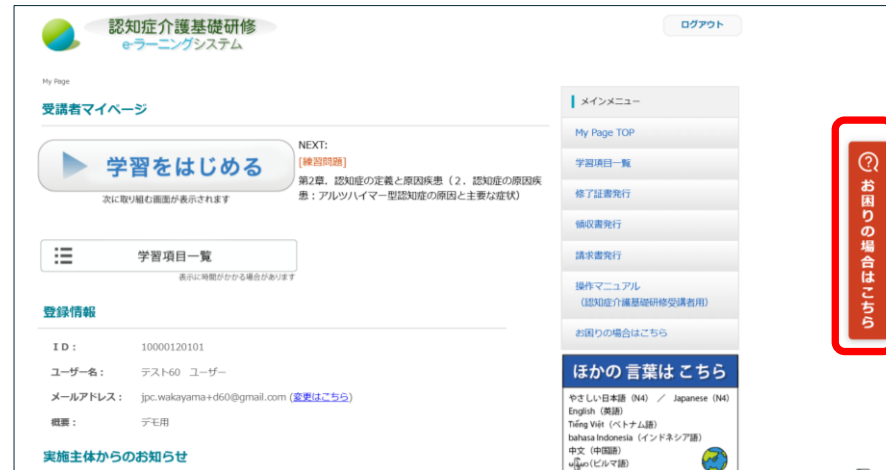 認知症介護基礎研修
e-ラーニングシステム
ログアウト
My Page
受講者マイページ
学習をはじめる
次に取り組む画面が表示されます
NEXT:
[練習問題]
第2章．認知症の定義と原因疾患（2．認知症の原因疾
患：アルツハイマー型認知症の原因と主要な症状）
学習項目一覧
表示に時間がかかる場合があります
登録情報
ID：
10000120101
ユーザー名：
テスト60　ユーザー
メールアドレス：
jpc.wakayama+d60@gmail.com (変更はこちら)
概要：
デモ用
実施主体からのお知らせ
メインメニュー
My Page TOP
学習項目一覧
修了証書発行
領収書発行
請求書発行
操作マニュアル
（認知症介護基礎研修受講者用）
お困りの場合はこちら
ほかの 言葉は こちら
やさしい日本語（N4） ／ Japanese（N4）
English（英語）
Tiếng Việt（ベトナム語）
bahasa Indonesia（インドネシア語）
中文（中国語）
（ビルマ語）
お困りの場合はこちら